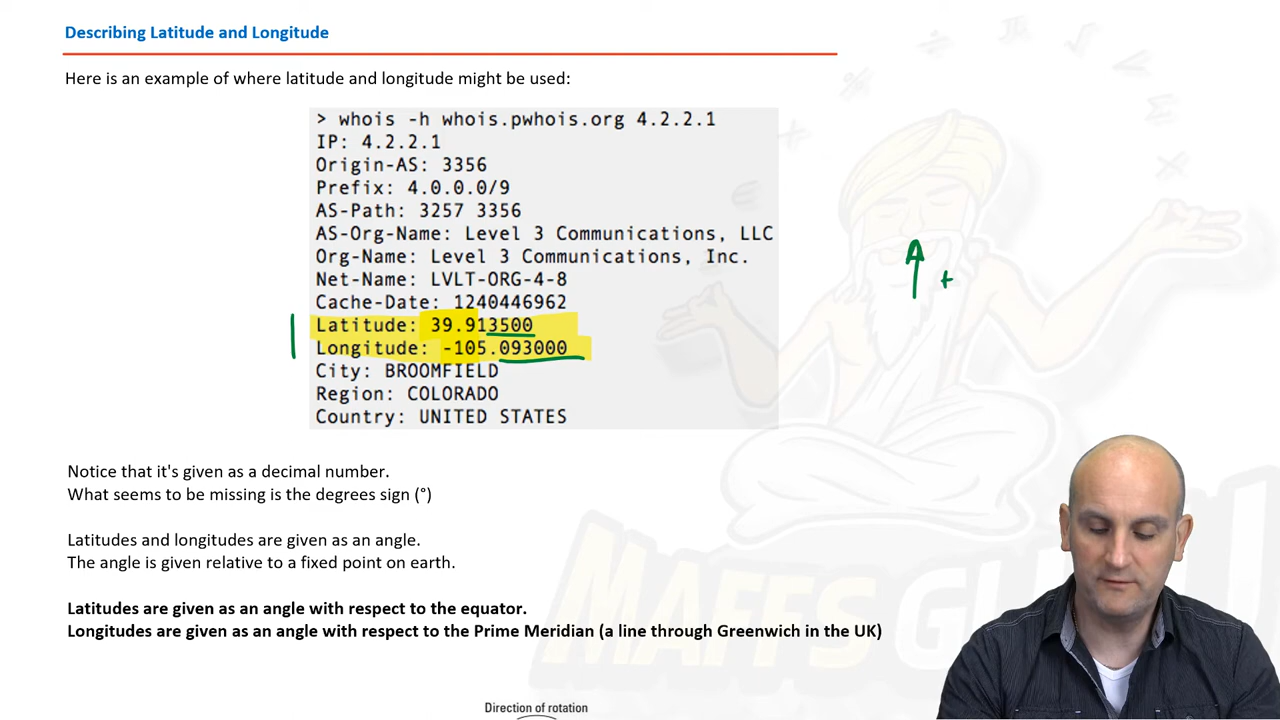 Describing Latitude and Longitude
Here is an example of where latitude and longitude might be used:
> whois -h whois.pwhois.org 4.2.2.1
IP: 4.2.2.1
Origin-AS: 3356
Prefix: 4.0.0.0/9
AS-Path: 3257 3356
AS-Org-Name: Level 3 Communications, LLC
Org-Name: Level 3 Communications, Inc.
Net-Name: LVLT-ORG-4-8
Cache-Date: 1240446962
Latitude: 39.913500
Longitude: -105.093000
City: BROOMFIELD
Region: COLORADO
Country: UNITED STATES
+
Notice that it's given as a decimal number.
What seems to be missing is the degrees sign (°)
Latitudes and longitudes are given as an angle.
The angle is given relative to a fixed point on earth.
Latitudes are given as an angle with respect to the equator.
Longitudes are given as an angle with respect to the Prime Meridian (a line through Greenwich in the UK)
MAFFS GURU
Direction of rotation